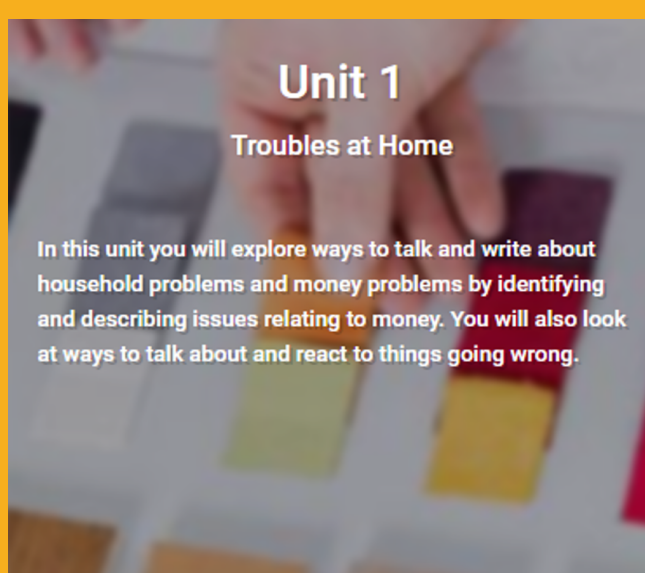 Unit 1
Troubles at Home
In this unit you will explore ways to talk and write about
household problems and money problems by identifying
and describing issues relating to money. You will also look
at ways to talk about and react to things going wrong.